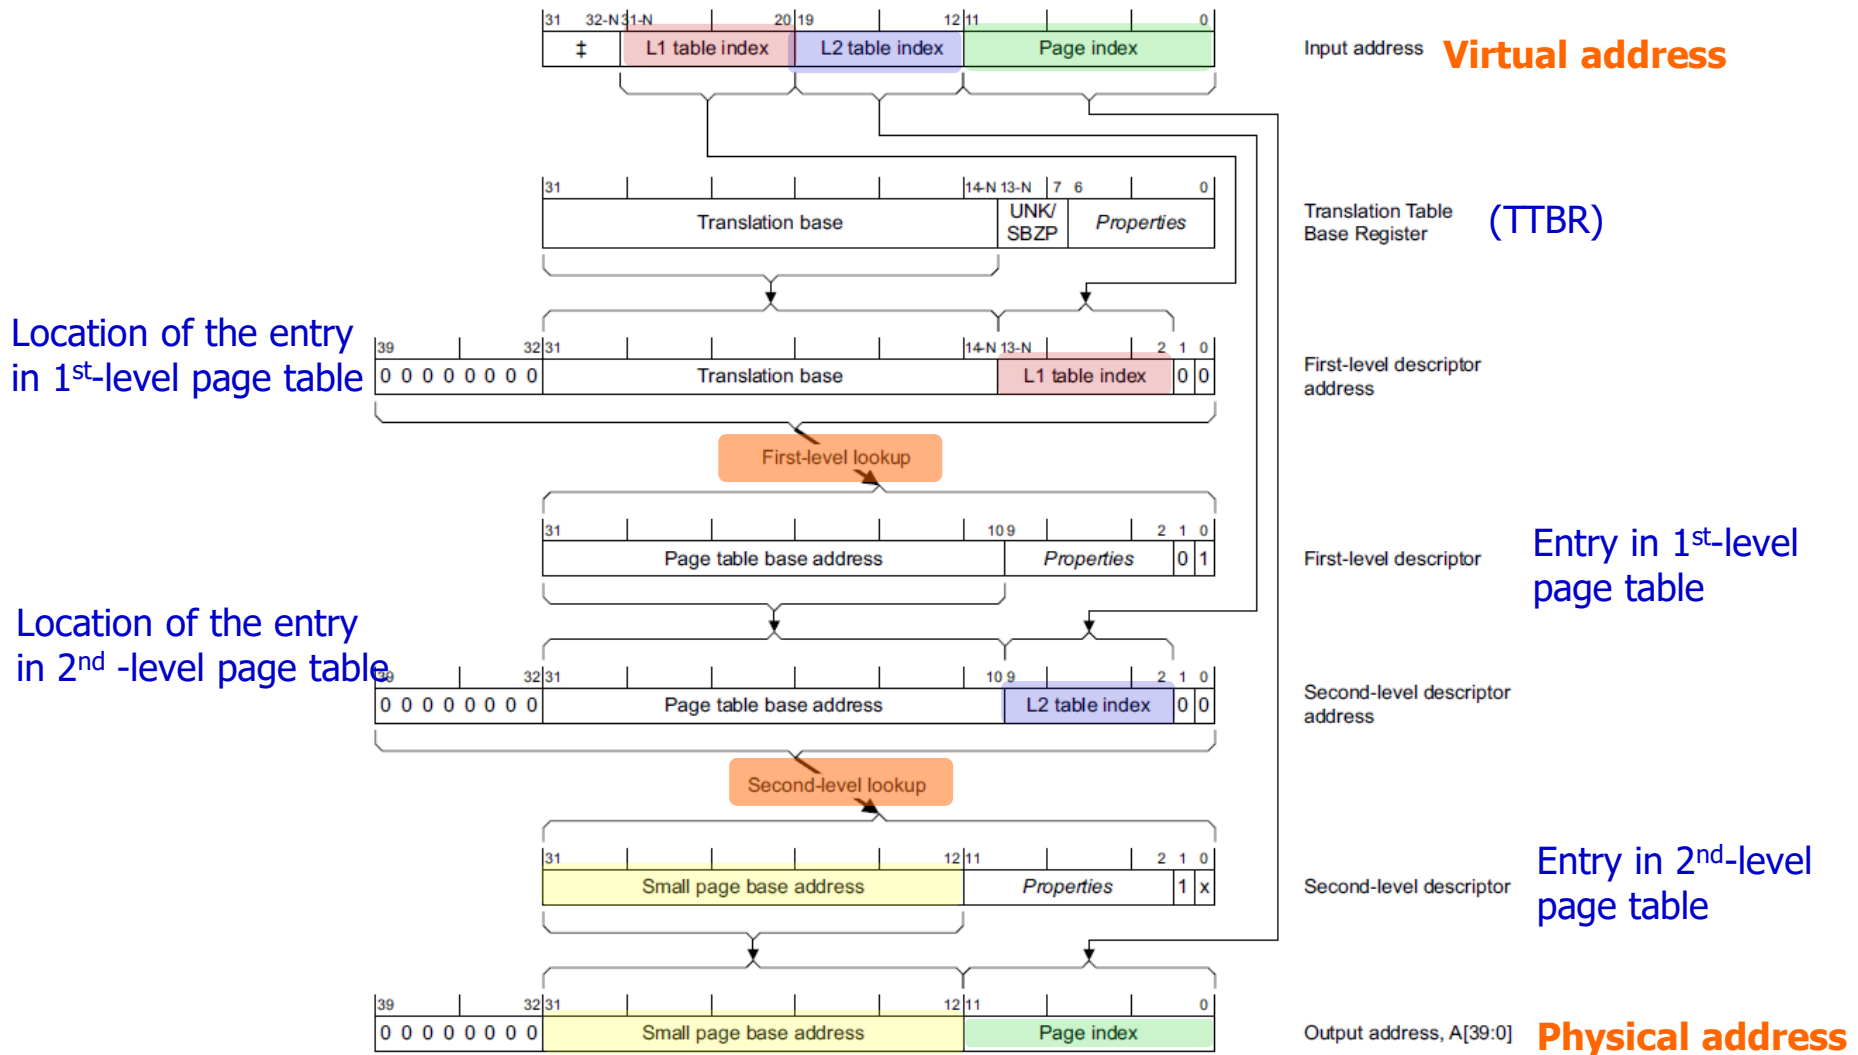 31 32-N 31-N 20 19 12 11 0
‡ L1 table index L2 table index Page index
Input address Virtual address
31 14-N 13-N 7 6 0
Translation base UNK/ SBZP Properties
Translation Table
Base Register
(TTBR)
Location of the entry
in 1st-level page table
39 32 31 14-N 13-N 2 1 0
0 0 0 0 0 0 0 0 Translation base L1 table index 0 0
First-level descriptor
address
First-level lookup
31 10 9 2 1 0
Page table base address Properties 0 1
First-level descriptor
Entry in 1st-level
page table
Location of the entry
in 2nd -level page table
39 32 31 10 9 2 1 0
0 0 0 0 0 0 0 0 Page table base address L2 table index 0 0
Second-level descriptor
address
Second-level lookup
31 12 11 2 1 0
Small page base address Properties 1 x
Second-level descriptor
Entry in 2nd-level
page table
39 32 31 12 11 0
0 0 0 0 0 0 0 0 Small page base address Page index
Output address, A[39:0] Physical address